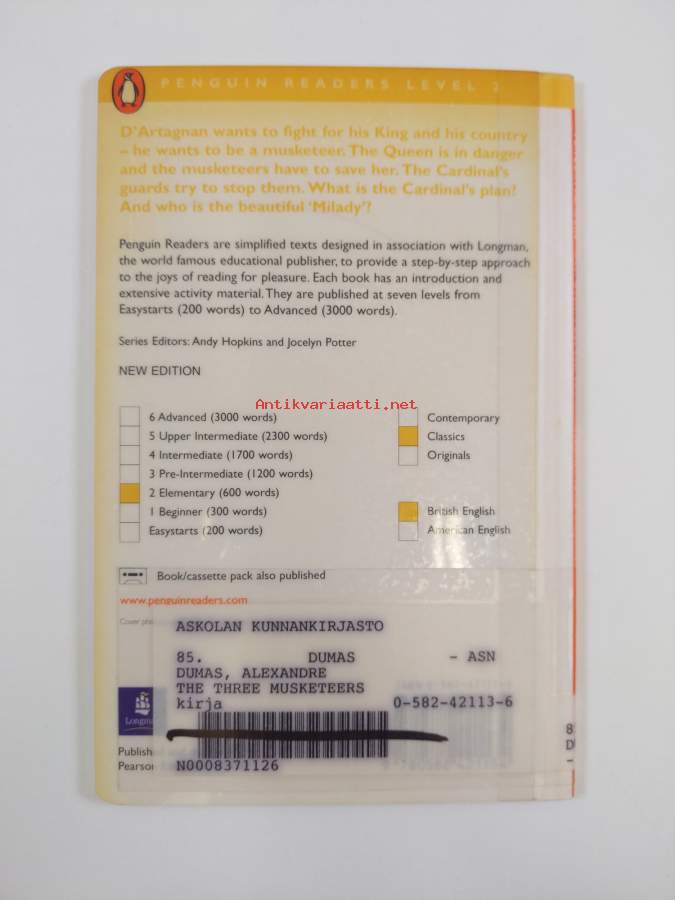 PENGUIN READERS LEVEL 2
D'Artagnan wants to fight for his King and his country
– he wants to be a musketeer. The Queen is in danger
and the musketeers have to save her. The Cardinal's
guards try to stop them. What is the Cardinal's plan?
And who is the beautiful 'Milady'?
Penguin Readers are simplified texts designed in association with Longman,
the world famous educational publisher, to provide a step-by-step approach
to the joys of reading for pleasure. Each book has an introduction and
extensive activity material. They are published at seven levels from
Easystarts (200 words) to Advanced (3000 words).
Series Editors: Andy Hopkins and Jocelyn Potter
NEW EDITION
Antikvariaatti.net
6 Advanced (3000 words)
5 Upper Intermediate (2300 words)
4 Intermediate (1700 words)
3 Pre-Intermediate (1200 words)
2 Elementary (600 words)
1 Beginner (300 words)
Easystarts (200 words)
Contemporary
Classics
Originals
British English
American English
Book/cassette pack also published
www.penguinreaders.com
Cover
ASKOLAN KUNNANKIRJASTO
85. DUMAS - ASN
DUMAS, ALEXANDRE
THE THREE MUSKETEERS
kirja 0-582-42113-6
Longma
Publish
Pearso
N0008371126
8
D
-